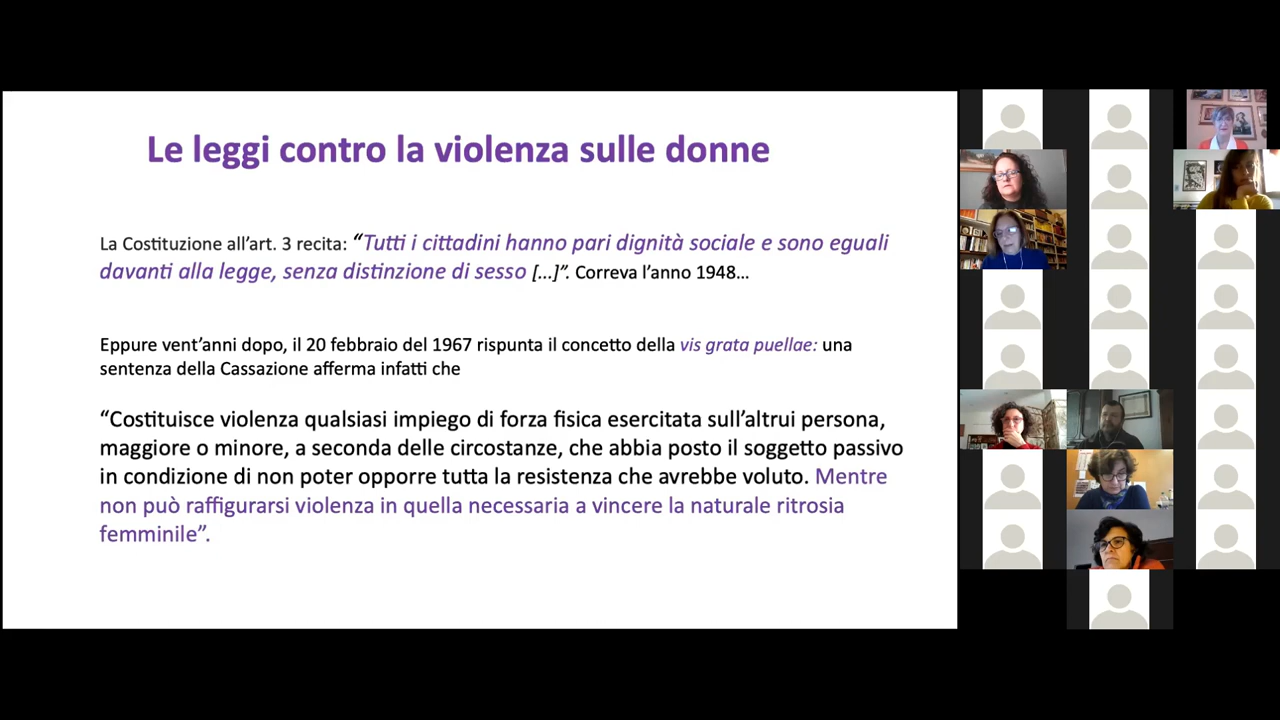 Le leggi contro la violenza sulle donne
La Costituzione all’art. 3 recita: “Tutti i cittadini hanno pari dignità sociale e sono eguali
davanti alla legge, senza distinzione di sesso [...]”. Correva l’anno 1948…
Eppure vent’anni dopo, il 20 febbraio del 1967 rispunta il concetto della vis grata puellae: una
sentenza della Cassazione afferma infatti che
“Costituisce violenza qualsiasi impiego di forza fisica esercitata sull’altrui persona,
maggiore o minore, a seconda delle circostanze, che abbia posto il soggetto passivo
in condizione di non poter opporre tutta la resistenza che avrebbe voluto. Mentre
non può raffigurarsi violenza in quella necessaria a vincere la naturale ritrosia
femminile”.